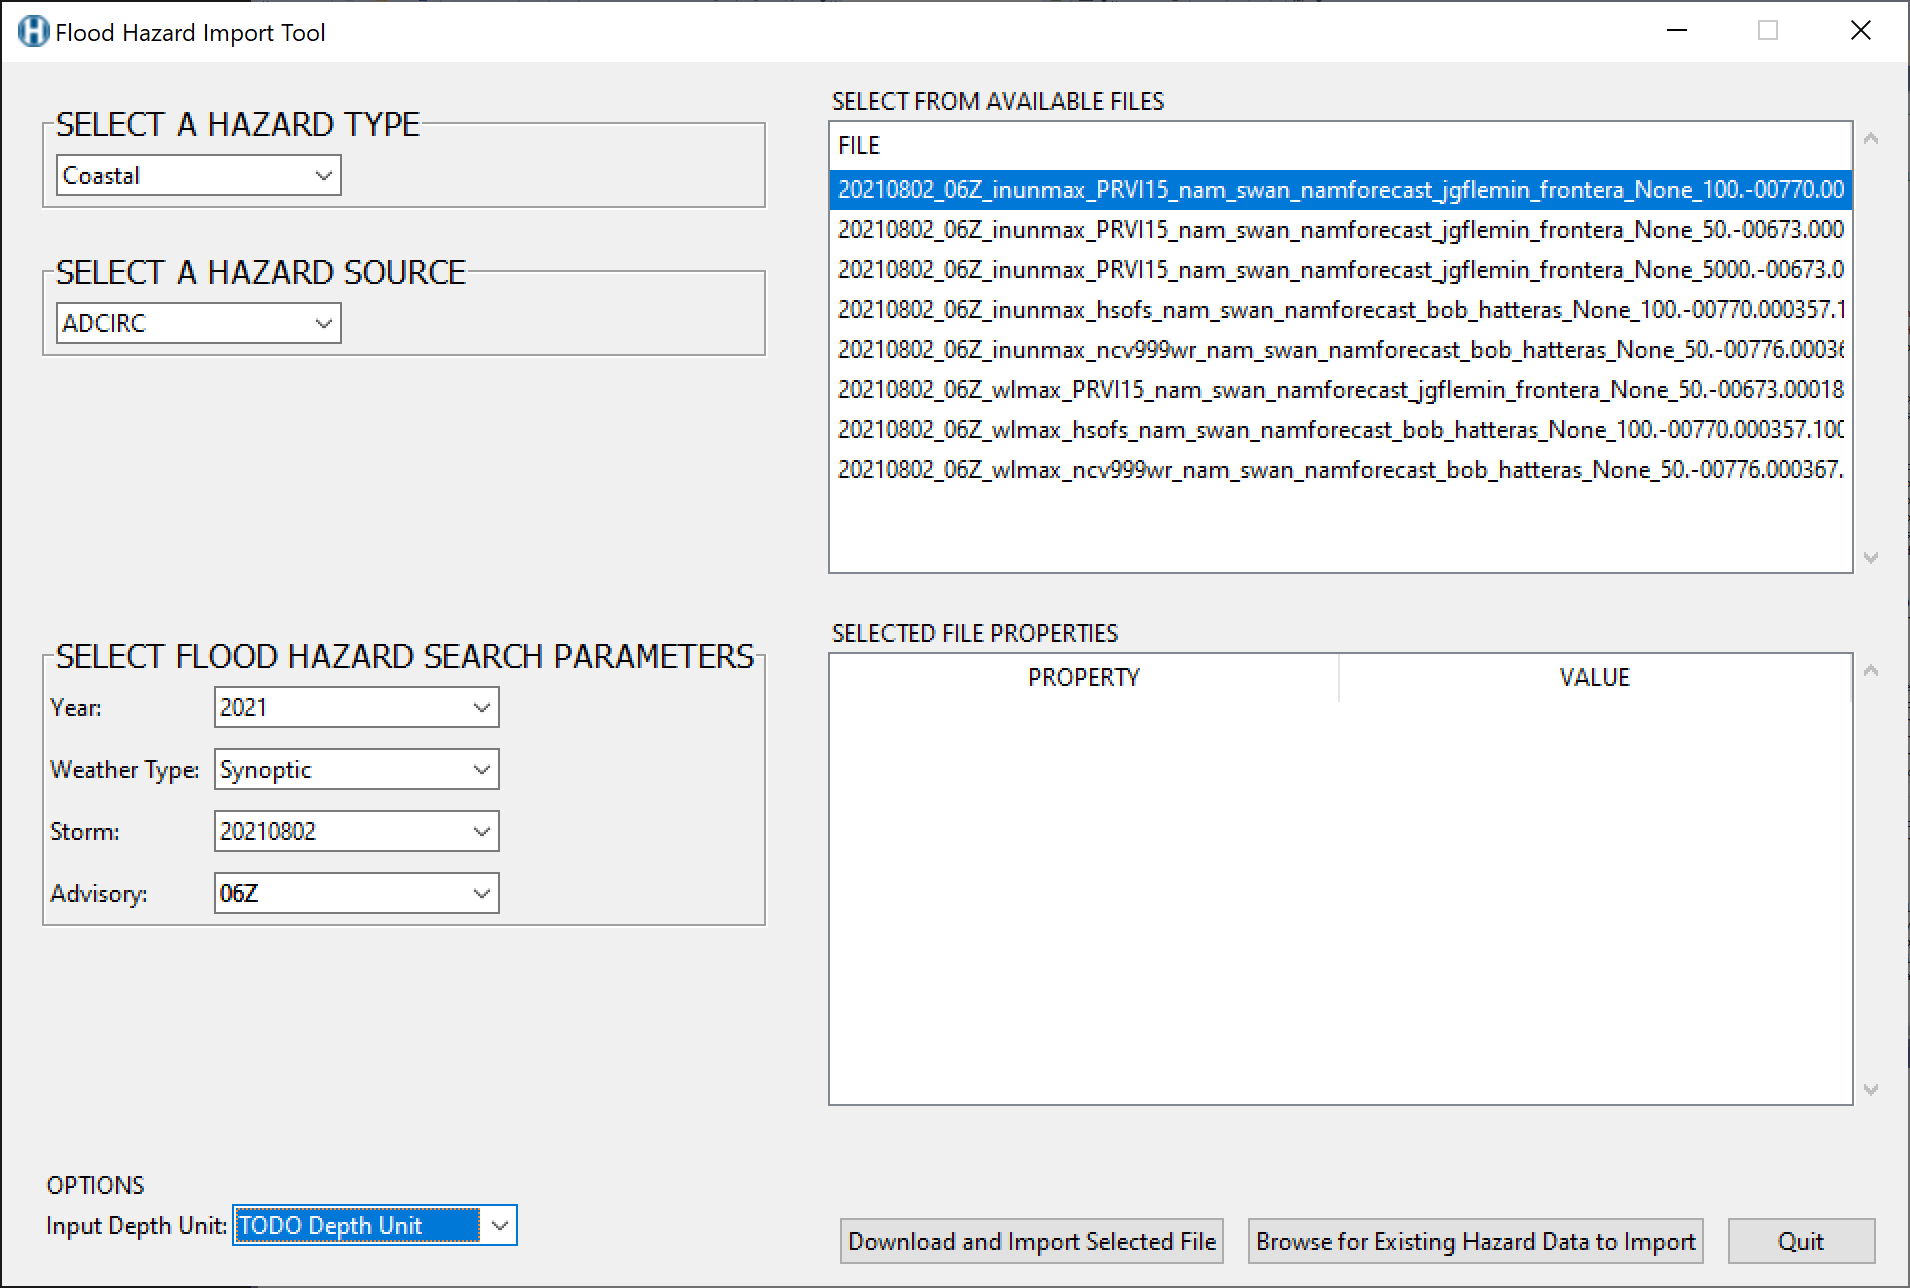 Flood Hazard Import Tool
SELECT A HAZARD TYPE
Coastal
SELECT A HAZARD SOURCE
ADCIRC
SELECT FLOOD HAZARD SEARCH PARAMETERS
Year: 2021
Weather Type: Synoptic
Storm: 20210802
Advisory: 06Z
OPTIONS
Input Depth Unit: TODO Depth Unit
SELECT FROM AVAILABLE FILES
FILE
20210802_06Z_inunmax_PRVI15_nam_swan_namforecast_jgflemin_frontera_None_100.-00770.00
20210802_06Z_inunmax_PRVI15_nam_swan_namforecast_jgflemin_frontera_None_50.-00673.000
20210802_06Z_inunmax_PRVI15_nam_swan_namforecast_jgflemin_frontera_None_5000.-00673.0
20210802_06Z_inunmax_hsofs_nam_swan_namforecast_bob_hatteras_None_100.-00770.000357.1
20210802_06Z_inunmax_ncv999wr_nam_swan_namforecast_bob_hatteras_None_50.-00776.00036
20210802_06Z_wlmax_PRVI15_nam_swan_namforecast_jgflemin_frontera_None_50.-00673.00018
20210802_06Z_wlmax_hsofs_nam_swan_namforecast_bob_hatteras_None_100.-00770.000357.100
20210802_06Z_wlmax_ncv999wr_nam_swan_namforecast_bob_hatteras_None_50.-00776.000367.
SELECTED FILE PROPERTIES
PROPERTY VALUE
Download and Import Selected File
Browse for Existing Hazard Data to Import
Quit